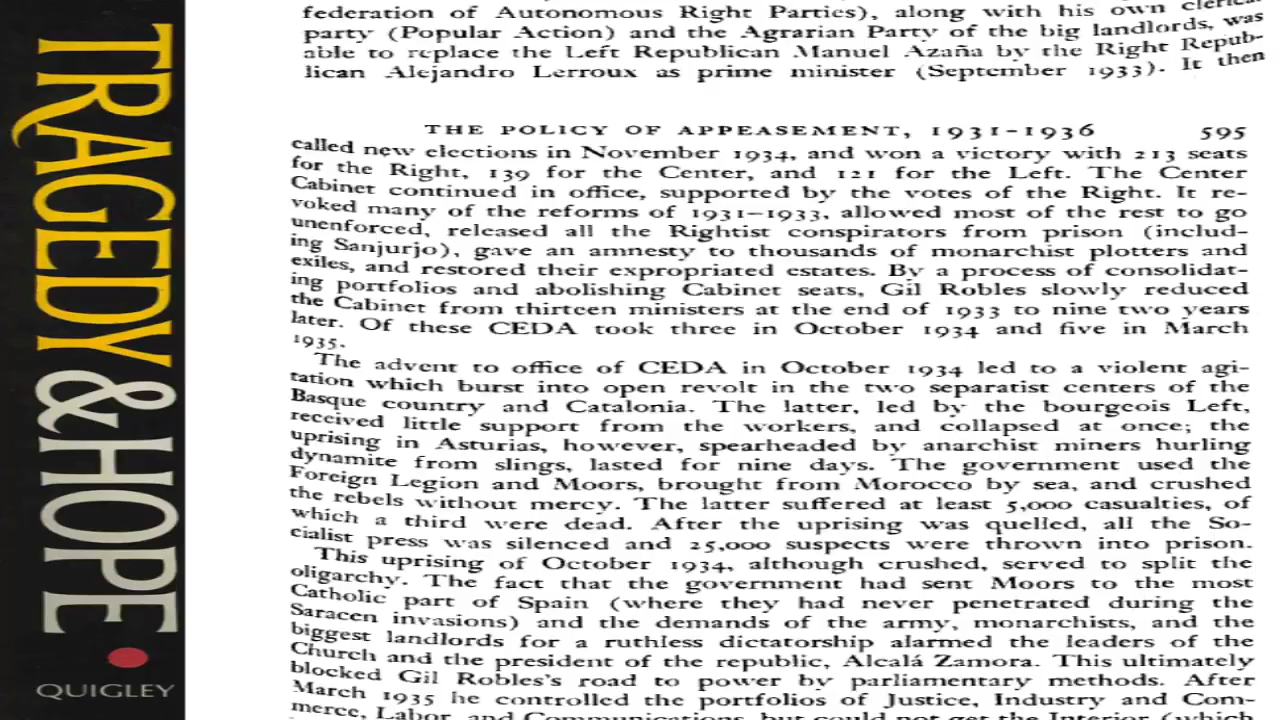 TRAGEDY & HOPE
QUIGLEY
federation of Autonomous Right Parties), along with his own clerical
party (Popular Action) and the Agrarian Party of the big landlords, was
able to replace the Left Republican Manuel Azaña by the Right Repub-
lican Alejandro Lerroux as prime minister (September 1933). It then
THE POLICY OF APPEASEMENT, 1931-1936 595
called new elections in November 1934, and won a victory with 213 seats
for the Right, 139 for the Center, and 121 for the Left. The Center
Cabinet continued in office, supported by the votes of the Right. It re-
voked many of the reforms of 1931-1933, allowed most of the rest to go
unenforced, released all the Rightist conspirators from prison (includ-
ing Sanjurjo), gave an amnesty to thousands of monarchist plotters and
exiles, and restored their expropriated estates. By a process of consolidat-
ing portfolios and abolishing Cabinet seats, Gil Robles slowly reduced
the Cabinet from thirteen ministers at the end of 1933 to nine two years
later. Of these CEDA took three in October 1934 and five in March
1935.
The advent to office of CEDA in October 1934 led to a violent agi-
tation which burst into open revolt in the two separatist centers of the
Basque country and Catalonia. The latter, led by the bourgeois Left,
received little support from the workers, and collapsed at once; the
uprising in Asturias, however, spearheaded by anarchist miners hurling
dynamite from slings, lasted for nine days. The government used the
Foreign Legion and Moors, brought from Morocco by sea, and crushed
the rebels without mercy. The latter suffered at least 5,000 casualties, of
which a third were dead. After the uprising was quelled, all the So-
cialist press was silenced and 25,000 suspects were thrown into prison.
This uprising of October 1934, although crushed, served to split the
oligarchy. The fact that the government had sent Moors to the most
Catholic part of Spain (where they had never penetrated during the
Saracen invasions) and the demands of the army, monarchists, and the
biggest landlords for a ruthless dictatorship alarmed the leaders of the
Church and the president of the republic, Alcalá Zamora. This ultimately
blocked Gil Robles's road to power by parliamentary methods. After
March 1935 he controlled the portfolios of Justice, Industry and Com-
merce, Labor, and Communications, but could not get the Interior (which